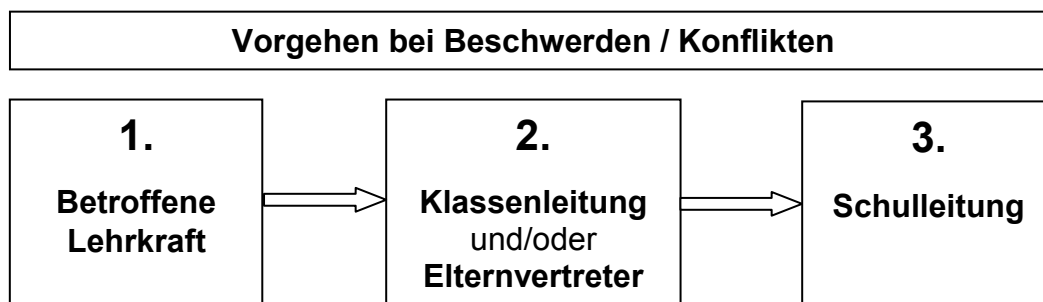 Vorgehen bei Beschwerden / Konflikten
1.
Betroffene
Lehrkraft
2.
Klassenleitung
und/oder
Elternvertreter
3.
Schulleitung